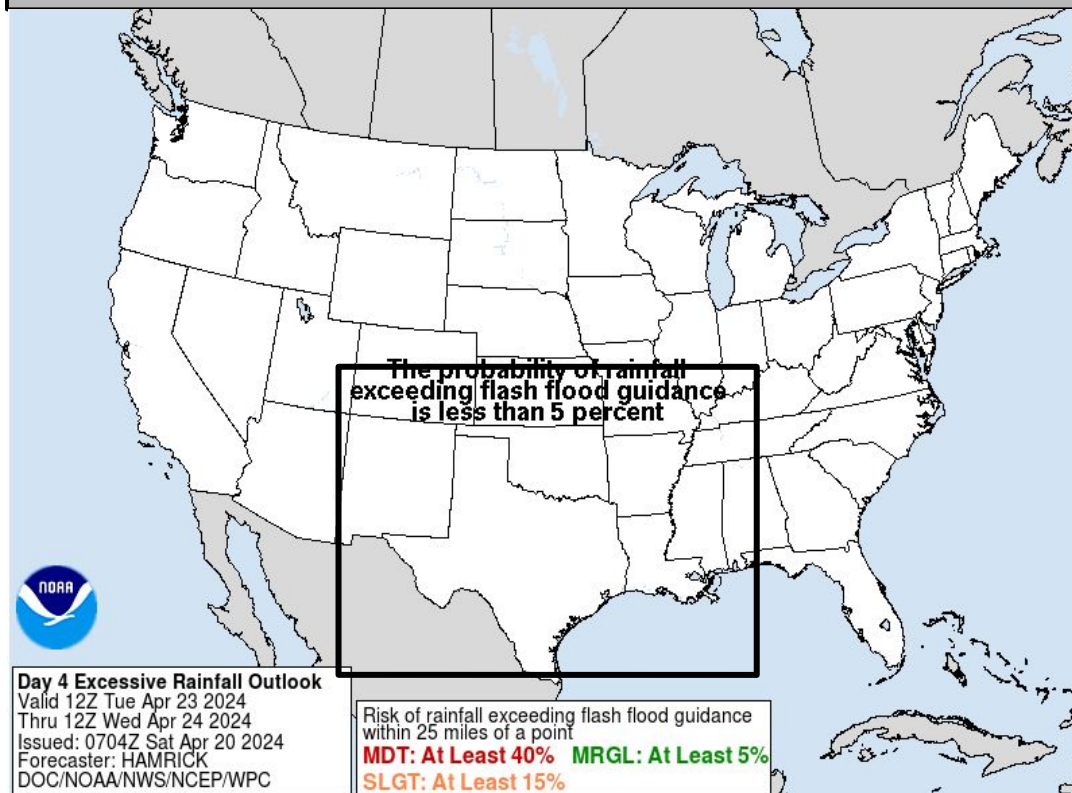 The probability of rainfall
exceeding flash flood guidance
is less than 5 percent
NOAA
Day 4 Excessive Rainfall Outlook
Valid 12Z Tue Apr 23 2024
Thru 12Z Wed Apr 24 2024
Issued: 0704Z Sat Apr 20 2024
Forecaster: HAMRICK
DOC/NOAA/NWS/NCEP/WPC
Risk of rainfall exceeding flash flood guidance
within 25 miles of a point
MDT: At Least 40% MRGL: At Least 5%
SLGT: At Least 15%